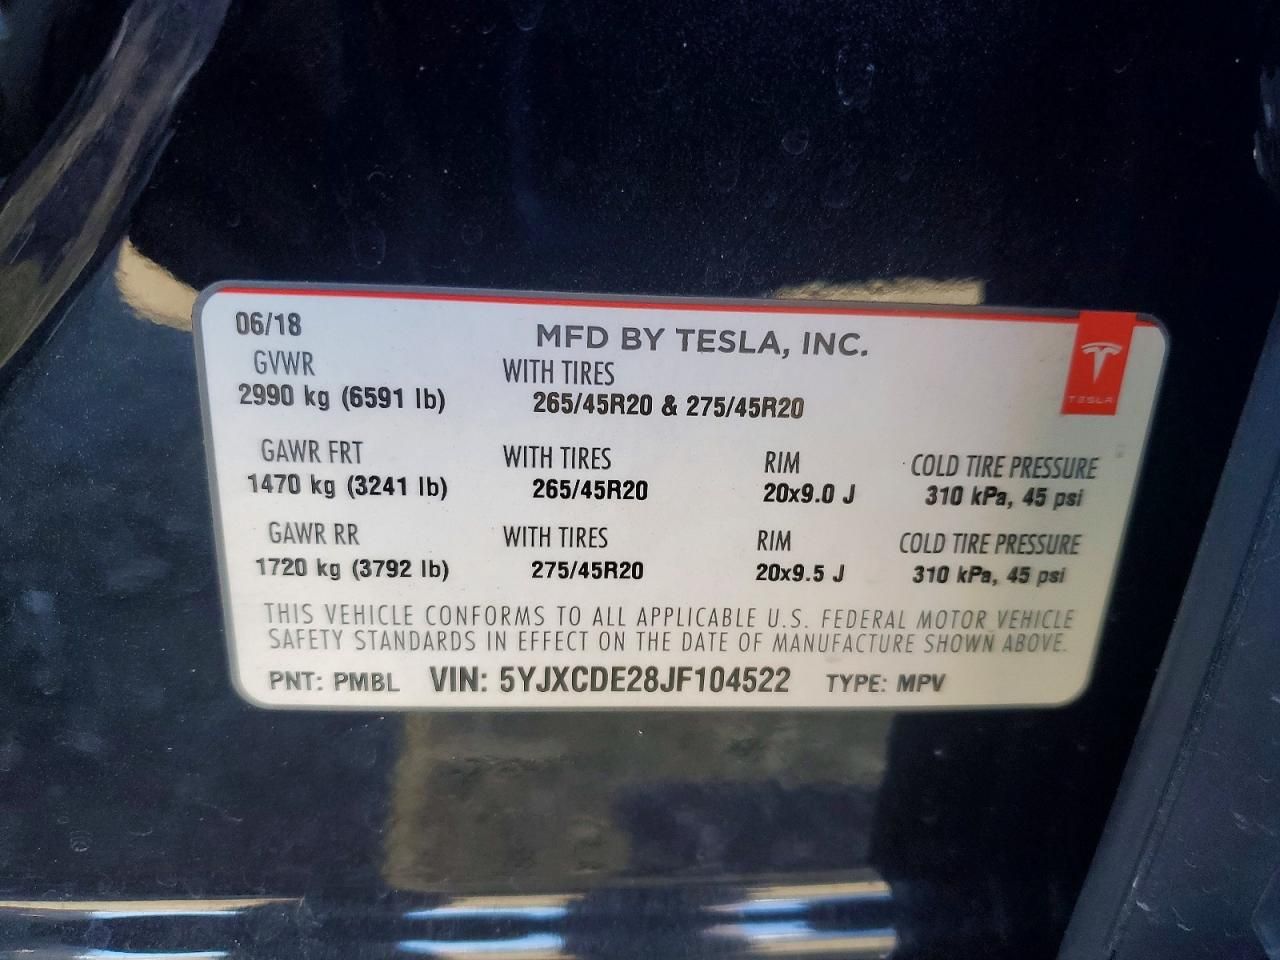 06/18 MFD BY TESLA, INC.
TESLA
GVWR WITH TIRES
2990 kg (6591 lb) 265/45R20 & 275/45R20
GAWR FRT WITH TIRES RIM COLD TIRE PRESSURE
1470 kg (3241 lb) 265/45R20 20x9.0 J 310 kPa, 45 psi
GAWR RR WITH TIRES RIM COLD TIRE PRESSURE
1720 kg (3792 lb) 275/45R20 20x9.5 J 310 kPa, 45 psi
THIS VEHICLE CONFORMS TO ALL APPLICABLE U.S. FEDERAL MOTOR VEHICLE
SAFETY STANDARDS IN EFFECT ON THE DATE OF MANUFACTURE SHOWN ABOVE.
PNT: PMBL VIN: 5YJXCDE28JF104522 TYPE: MPV